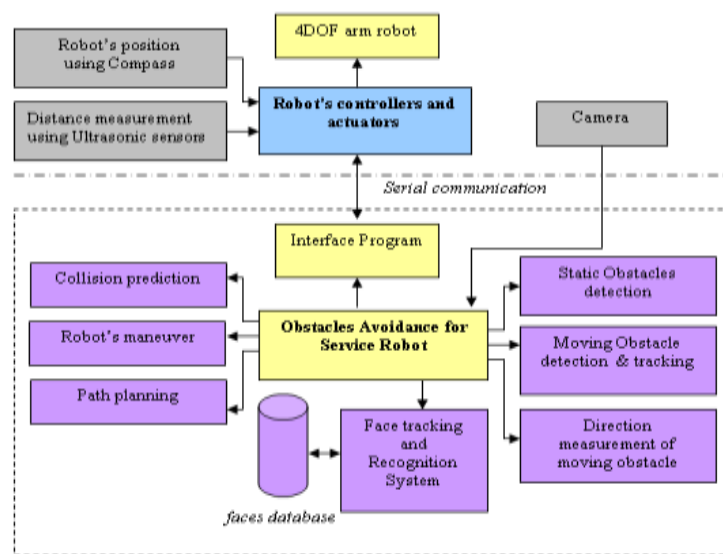 4DOF arm robot
Robot's position
using Compass
Robot's controllers and
actuators
Distance measurement
using Ultrasonic sensors
Camera
Serial communication
Interface Program
Collision prediction
Static Obstacles
detection
Obstacles Avoidance for
Service Robot
Robot's maneuver
Moving Obstacle
detection & tracking
Path planning
Face tracking
and
Recognition
System
Direction
measurement of
moving obstacle
faces database